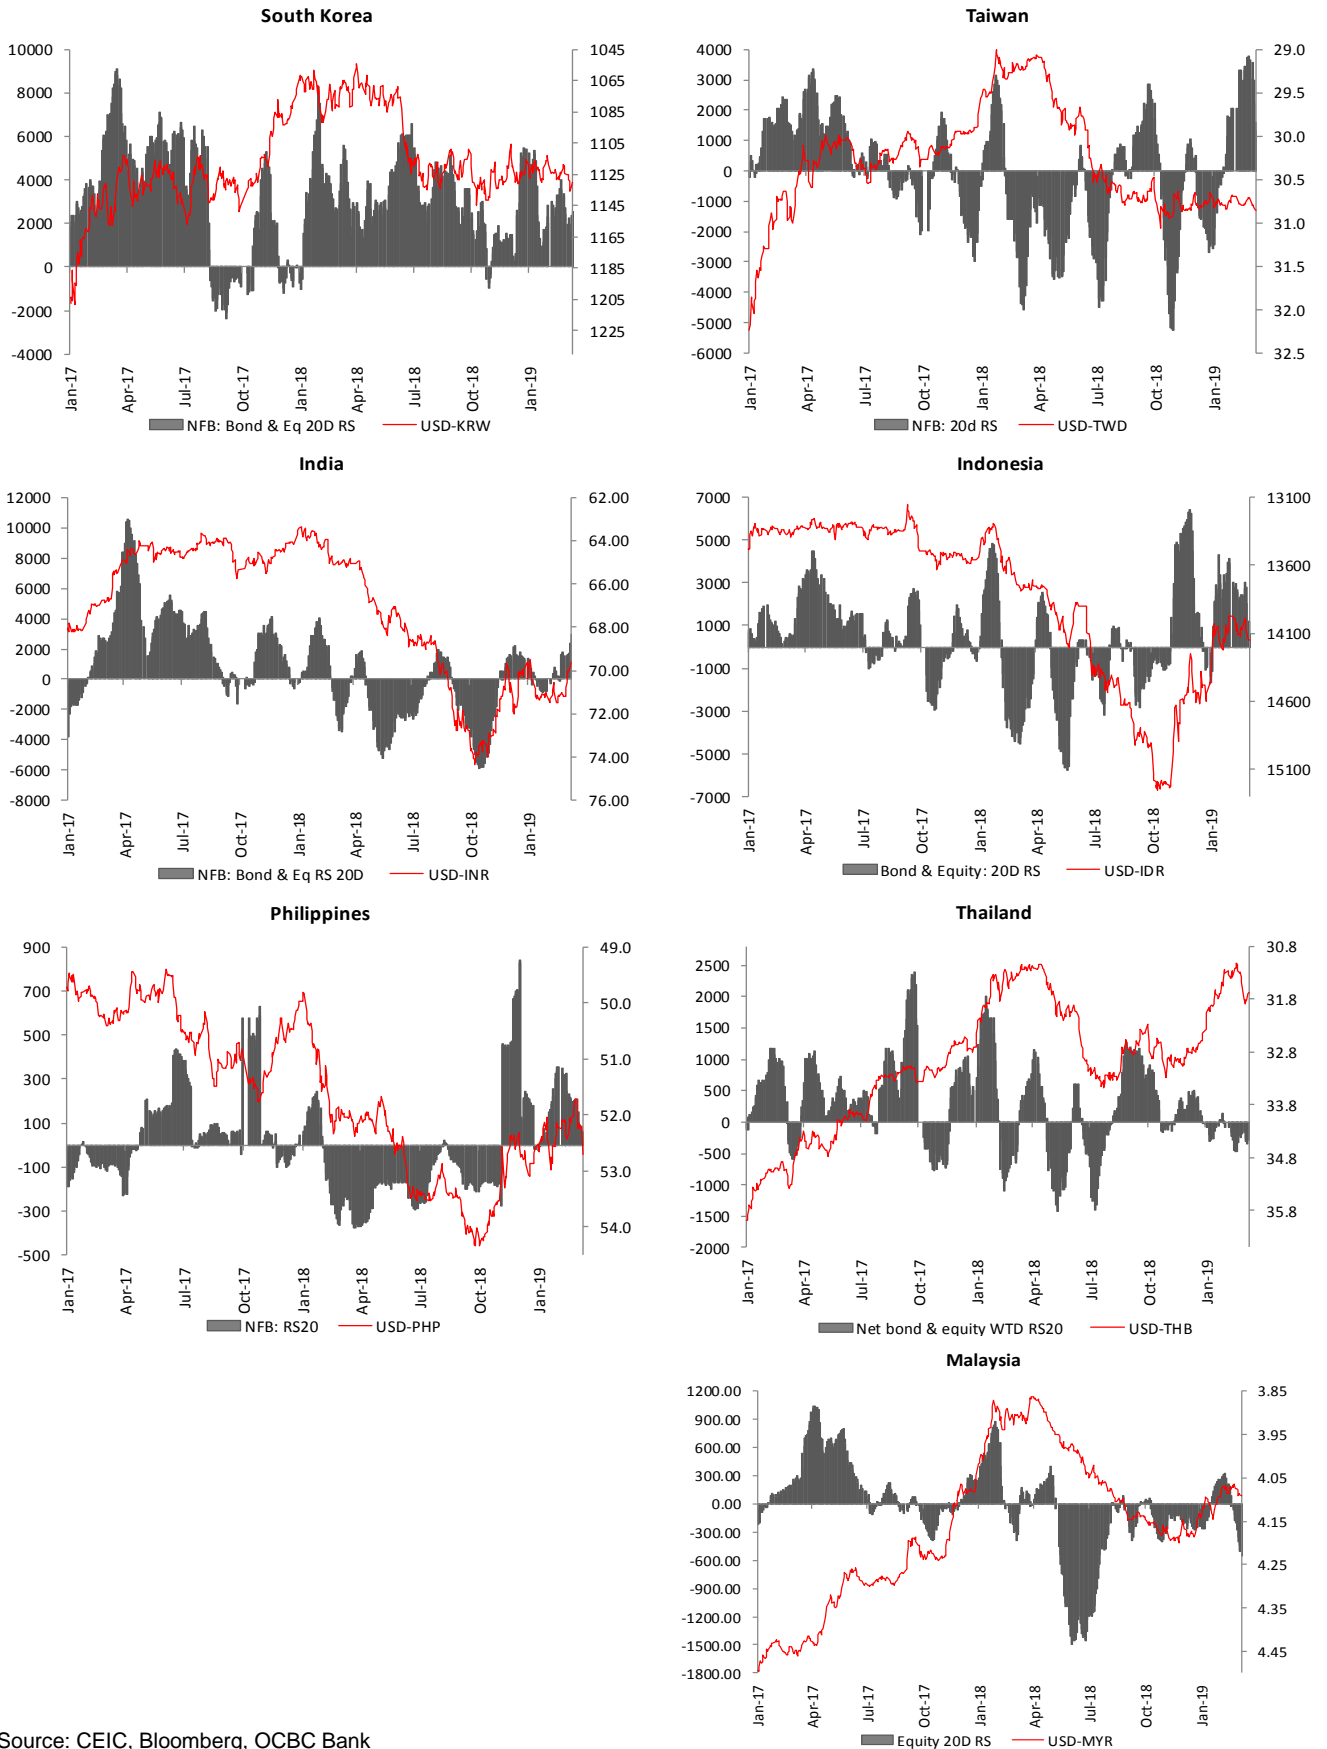 South Korea
10000
8000
6000
4000
2000
0
-2000
-4000
1045
1065
1085
1105
1125
1145
1165
1185
1205
1225
Jan-17
Apr-17
Jul-17
Oct-17
Jan-18
Apr-18
Jul-18
Oct-18
Jan-19
NFB: Bond & Eq 20D RS USD-KRW
Taiwan
4000
3000
2000
1000
0
-1000
-2000
-3000
-4000
-5000
-6000
29.0
29.5
30.0
30.5
31.0
31.5
32.0
32.5
Jan-17
Apr-17
Jul-17
Oct-17
Jan-18
Apr-18
Jul-18
Oct-18
Jan-19
NFB: 20d RS USD-TWD
India
12000
10000
8000
6000
4000
2000
0
-2000
-4000
-6000
-8000
62.00
64.00
66.00
68.00
70.00
72.00
74.00
76.00
Jan-17
Apr-17
Jul-17
Oct-17
Jan-18
Apr-18
Jul-18
Oct-18
Jan-19
NFB: Bond & Eq RS 20D USD-INR
Indonesia
7000
5000
3000
1000
-1000
-3000
-5000
-7000
13100
13600
14100
14600
15100
Jan-17
Apr-17
Jul-17
Oct-17
Jan-18
Apr-18
Jul-18
Oct-18
Jan-19
Bond & Equity: 20D RS USD-IDR
Philippines
900
700
500
300
100
-100
-300
-500
49.0
50.0
51.0
52.0
53.0
54.0
Jan-17
Apr-17
Jul-17
Oct-17
Jan-18
Apr-18
Jul-18
Oct-18
Jan-19
NFB: RS20 USD-PHP
Thailand
2500
2000
1500
1000
500
0
-500
-1000
-1500
-2000
30.8
31.8
32.8
33.8
34.8
35.8
Jan-17
Apr-17
Jul-17
Oct-17
Jan-18
Apr-18
Jul-18
Oct-18
Jan-19
Net bond & equity WTD RS20 USD-THB
Malaysia
1200.00
900.00
600.00
300.00
0.00
-300.00
-600.00
-900.00
-1200.00
-1500.00
-1800.00
3.85
3.95
4.05
4.15
4.25
4.35
4.45
Jan-17
Apr-17
Jul-17
Oct-17
Jan-18
Apr-18
Jul-18
Oct-18
Jan-19
Equity 20D RS USD-MYR
Source: CEIC, Bloomberg, OCBC Bank